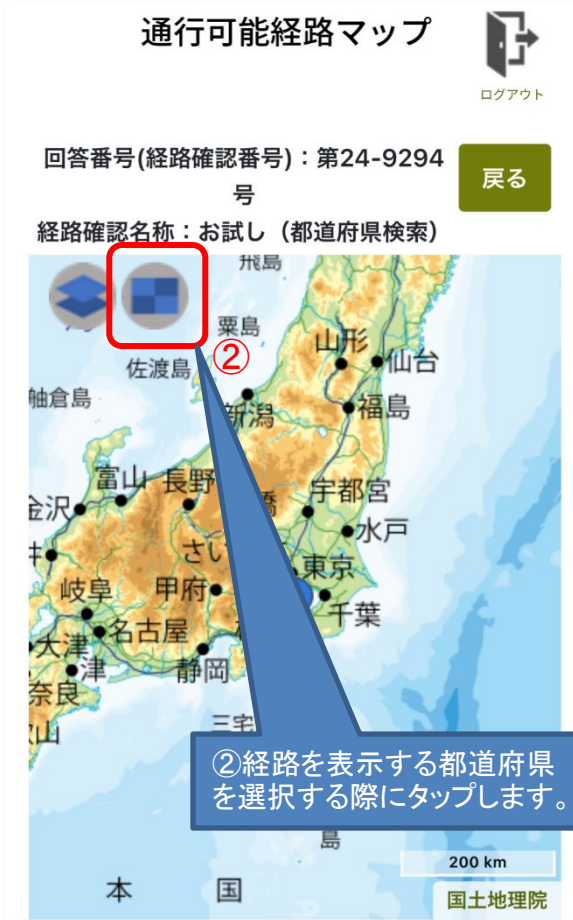 通行可能経路マップ
ログアウト
回答番号(経路確認番号)：第24-9294
号
戻る
経路確認名称：お試し（都道府県検索）
飛島
粟島
②
山形
仙台
佐渡島
舳倉島
新潟
福島
富山
長野
橋
宇都宮
金沢
水戸
井
さい
東京
岐阜
甲府
千葉
名古屋
大津
津
静岡
奈良
山
三宅
②経路を表示する都道府県
を選択する際にタップします。
島
200 km
本 国
国土地理院